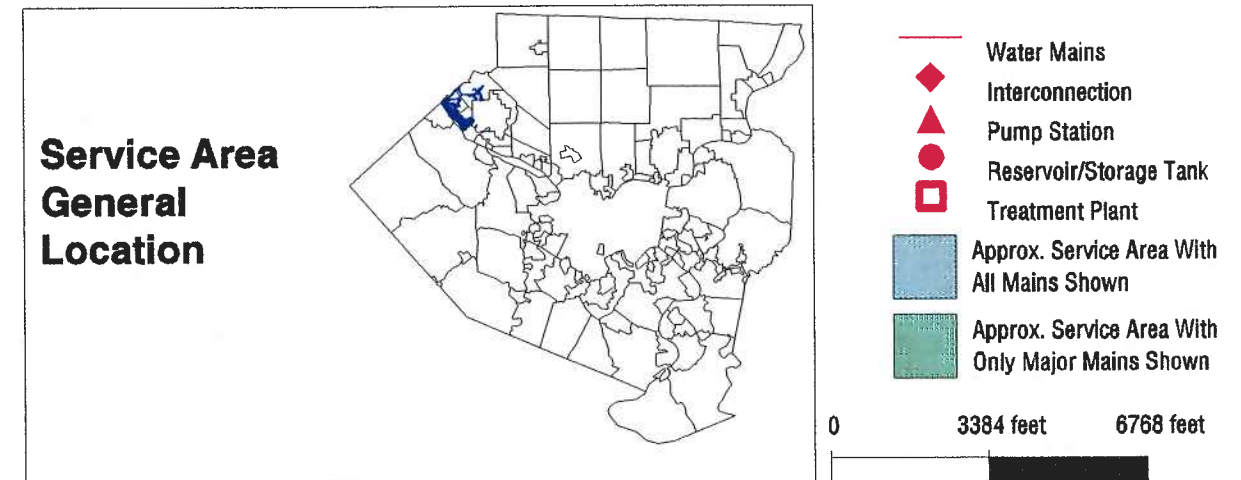 Service Area
General
Location
Water Mains
Interconnection
Pump Station
Reservoir/Storage Tank
Treatment Plant
Approx. Service Area With
All Mains Shown
Approx. Service Area With
Only Major Mains Shown
0 3384 feet 6768 feet